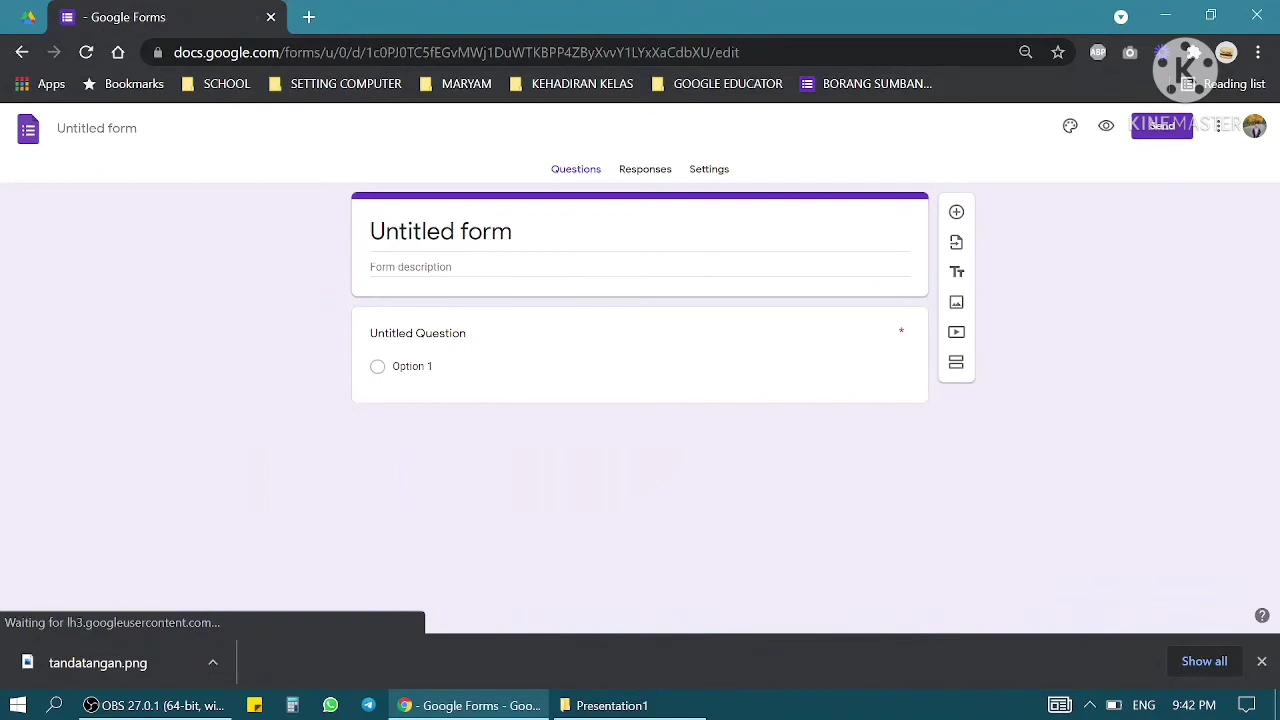 - Google Forms
docs.google.com/forms/u/0/d/1c0PJ0TC5fEGvMWj1DuWTKBPP4ZByXvvY1LYxXaCdbXU/edit
ABP
Apps Bookmarks SCHOOL SETTING COMPUTER MARYAM KEHADIRAN KELAS GOOGLE EDUCATOR BORANG SUMBAN... Reading list
K
KINEMASTER
Untitled form
Send
Questions Responses Settings
Untitled form
Form description
Untitled Question *
Option 1
Tт
Waiting for lh3.googleusercontent.com...
tandatangan.png
Show all
OBS 27.0.1 (64-bit, wi...
- Google Forms - Goo...
Presentation1
ENG
9:42 PM